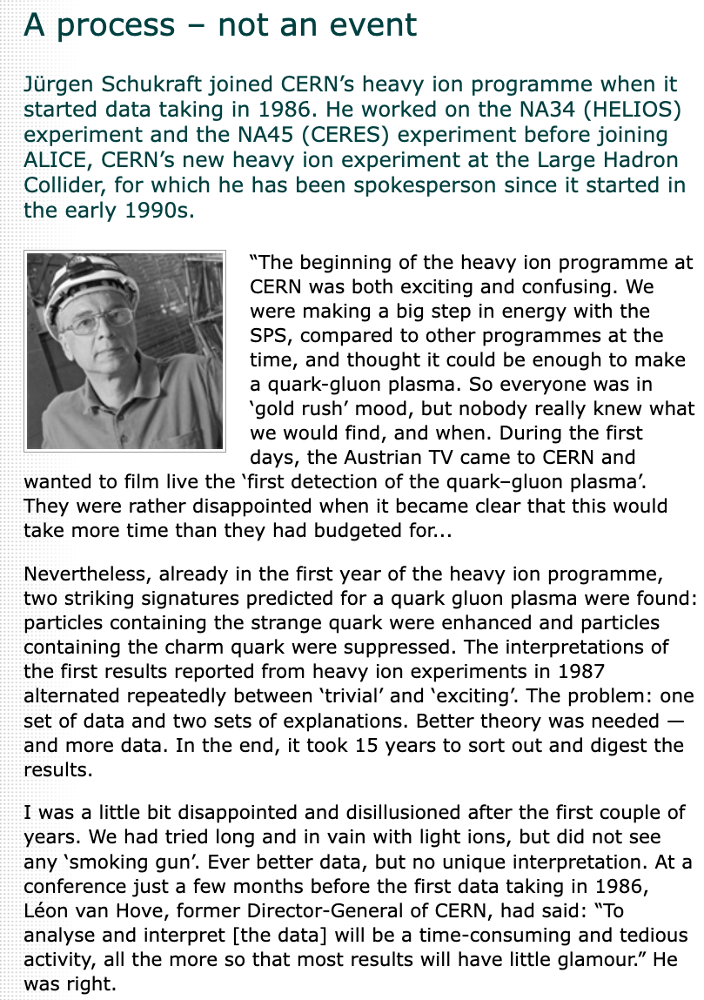 A process – not an event
Jürgen Schukraft joined CERN’s heavy ion programme when it
started data taking in 1986. He worked on the NA34 (HELIOS)
experiment and the NA45 (CERES) experiment before joining
ALICE, CERN’s new heavy ion experiment at the Large Hadron
Collider, for which he has been spokesperson since it started in
the early 1990s.
“The beginning of the heavy ion programme at
CERN was both exciting and confusing. We
were making a big step in energy with the
SPS, compared to other programmes at the
time, and thought it could be enough to make
a quark-gluon plasma. So everyone was in
‘gold rush’ mood, but nobody really knew what
we would find, and when. During the first
days, the Austrian TV came to CERN and
wanted to film live the ‘first detection of the quark–gluon plasma’.
They were rather disappointed when it became clear that this would
take more time than they had budgeted for...
Nevertheless, already in the first year of the heavy ion programme,
two striking signatures predicted for a quark gluon plasma were found:
particles containing the strange quark were enhanced and particles
containing the charm quark were suppressed. The interpretations of
the first results reported from heavy ion experiments in 1987
alternated repeatedly between ‘trivial’ and ‘exciting’. The problem: one
set of data and two sets of explanations. Better theory was needed —
and more data. In the end, it took 15 years to sort out and digest the
results.
I was a little bit disappointed and disillusioned after the first couple of
years. We had tried long and in vain with light ions, but did not see
any ‘smoking gun’. Ever better data, but no unique interpretation. At a
conference just a few months before the first data taking in 1986,
Léon van Hove, former Director-General of CERN, had said: “To
analyse and interpret [the data] will be a time-consuming and tedious
activity, all the more so that most results will have little glamour.” He
was right.